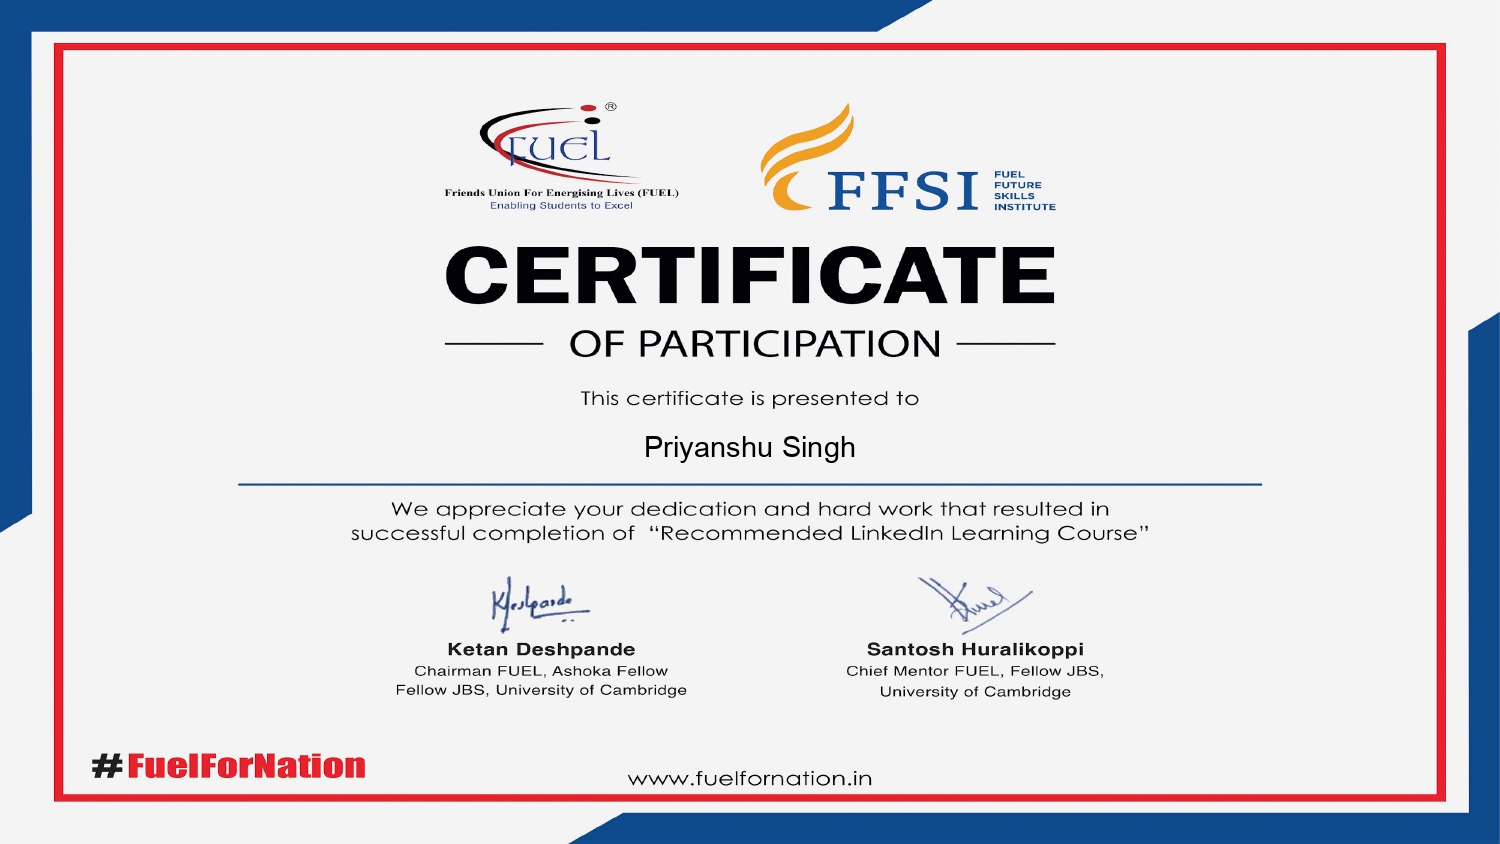 FUEL ®
Friends Union For Energising Lives (FUEL)
Enabling Students to Excel
FFSI
FUEL
FUTURE
SKILLS
INSTITUTE
CERTIFICATE
OF PARTICIPATION
This certificate is presented to
Priyanshu Singh
We appreciate your dedication and hard work that resulted in
successful completion of “Recommended LinkedIn Learning Course”
Ketan Deshpande
Chairman FUEL, Ashoka Fellow
Fellow JBS, University of Cambridge
Santosh Huralikoppi
Chief Mentor FUEL, Fellow JBS,
University of Cambridge
#FuelForNation
www.fuelfornation.in